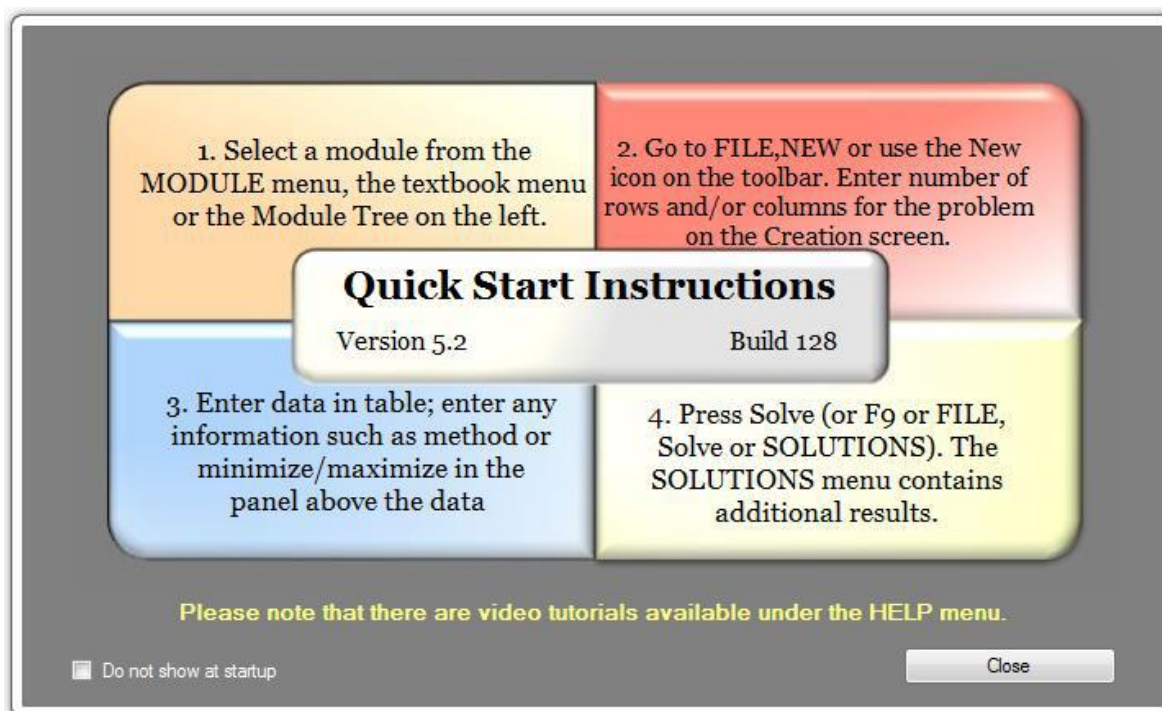 1. Select a module from the
MODULE menu, the textbook menu
or the Module Tree on the left.
2. Go to FILE,NEW or use the New
icon on the toolbar. Enter number of
rows and/or columns for the problem
on the Creation screen.
Quick Start Instructions
Version 5.2
Build 128
3. Enter data in table; enter any
information such as method or
minimize/maximize in the
panel above the data
4. Press Solve (or F9 or FILE,
Solve or SOLUTIONS). The
SOLUTIONS menu contains
additional results.
Please note that there are video tutorials available under the HELP menu.
Do not show at startup
Close